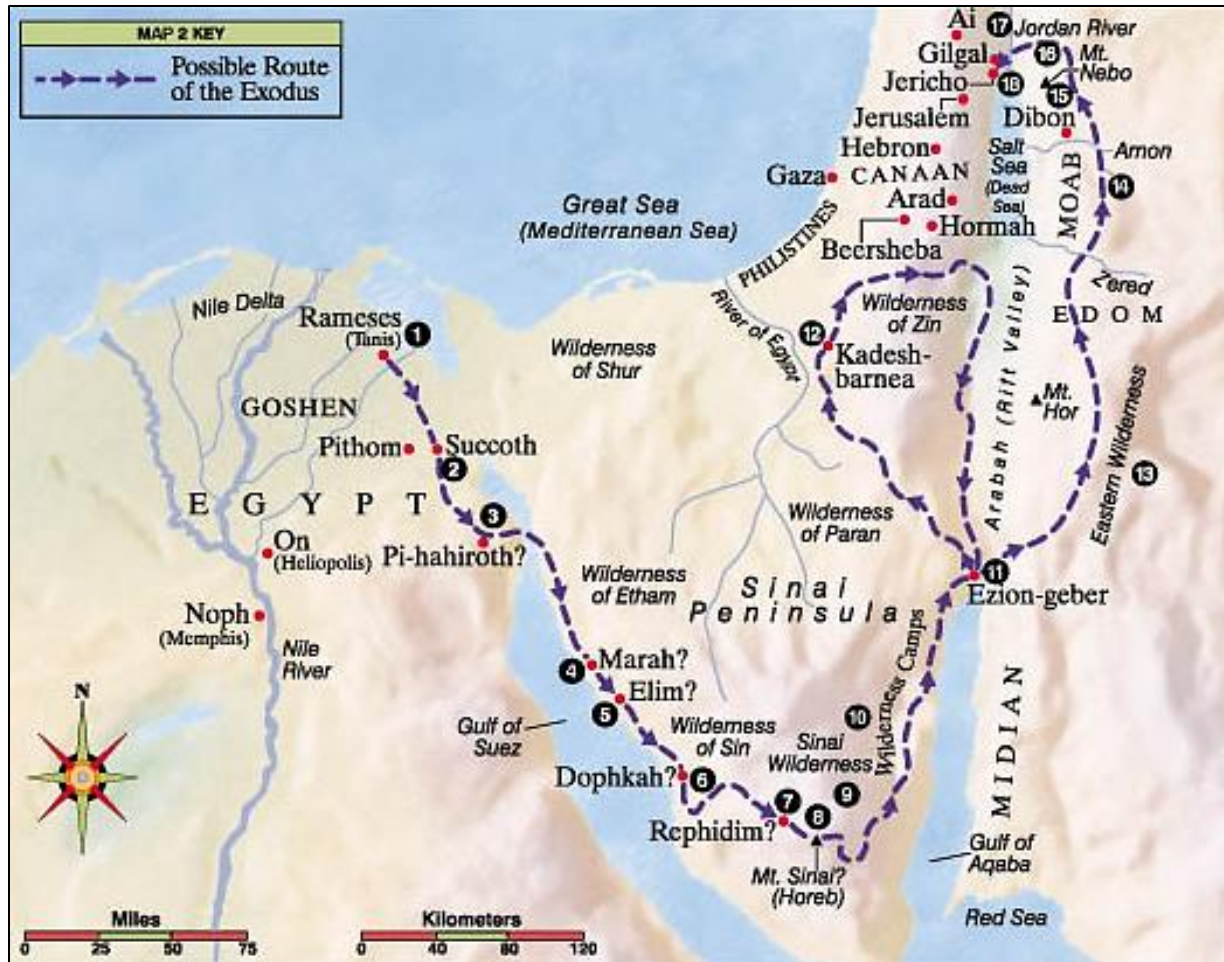 MAP 2 KEY
Possible Route
of the Exodus
Ai
17
Jordan River
Gilgal
16
Mt.
Nebo
Jericho
18
15
Jerusalem
Dibon
Hebron
Salt
Sea
(Dead
Sea)
Arnon
Gaza
CANAAN
MOAB
14
Arad
Great Sea
(Mediterranean Sea)
Hormah
Beersheba
PHILISTINES
Zered
Nile Delta
River of Egypt
Wilderness
of Zin
EDOM
Rameses
(Tanis)
1
12
Kadesh-
barnea
Wilderness
of Shur
Arabah (Rift Valley)
Mt.
Hor
GOSHEN
Pithom
Succoth
2
Eastern Wilderness
13
EGYPT
3
Wilderness
of Paran
On
(Heliopolis)
Pi-hahiroth?
Wilderness
of Etham
Sinai
Peninsula
11
Ezion-geber
Noph
(Memphis)
Nile
River
Marah?
4
Elim?
5
Wilderness Camps
N
Gulf of
Suez
Wilderness
of Sin
10
Sinai
Wilderness
MIDIAN
Dophkah?
6
9
7
8
Rephidim?
Mt. Sinai?
(Horeb)
Gulf of
Aqaba
Red Sea
Miles
0 25 50 75
Kilometers
0 40 80 120